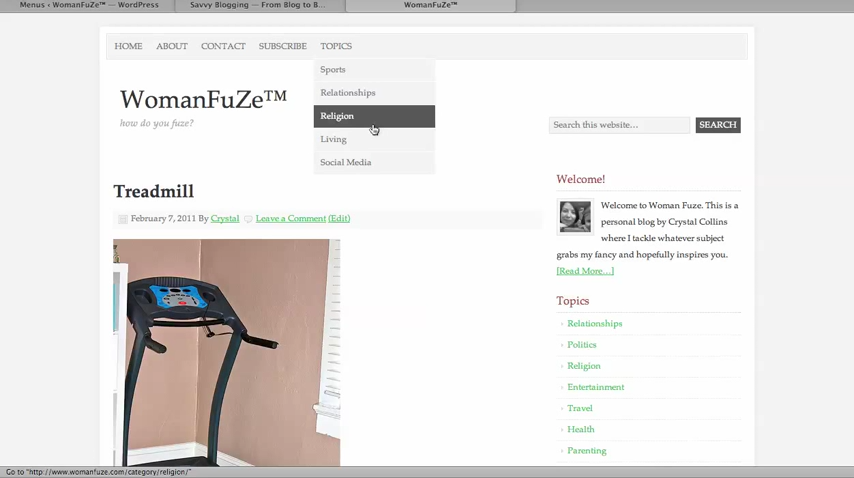 Menus ‹ WomanFuZe™ — WordPress
Savvy Blogging — From Blog to B...
WomanFuZe™
HOME ABOUT CONTACT SUBSCRIBE TOPICS
Sports
Relationships
Religion
Living
Social Media
WomanFuZe™
how do you fuze?
Search this website…
SEARCH
Treadmill
February 7, 2011 By Crystal Leave a Comment (Edit)
Welcome!
Welcome to Woman Fuze. This is a
personal blog by Crystal Collins
where I tackle whatever subject
grabs my fancy and hopefully inspires you.
[Read More…]
Topics
Relationships
Politics
Religion
Entertainment
Travel
Health
Parenting
Go to "http://www.womanfuze.com/category/religion/"